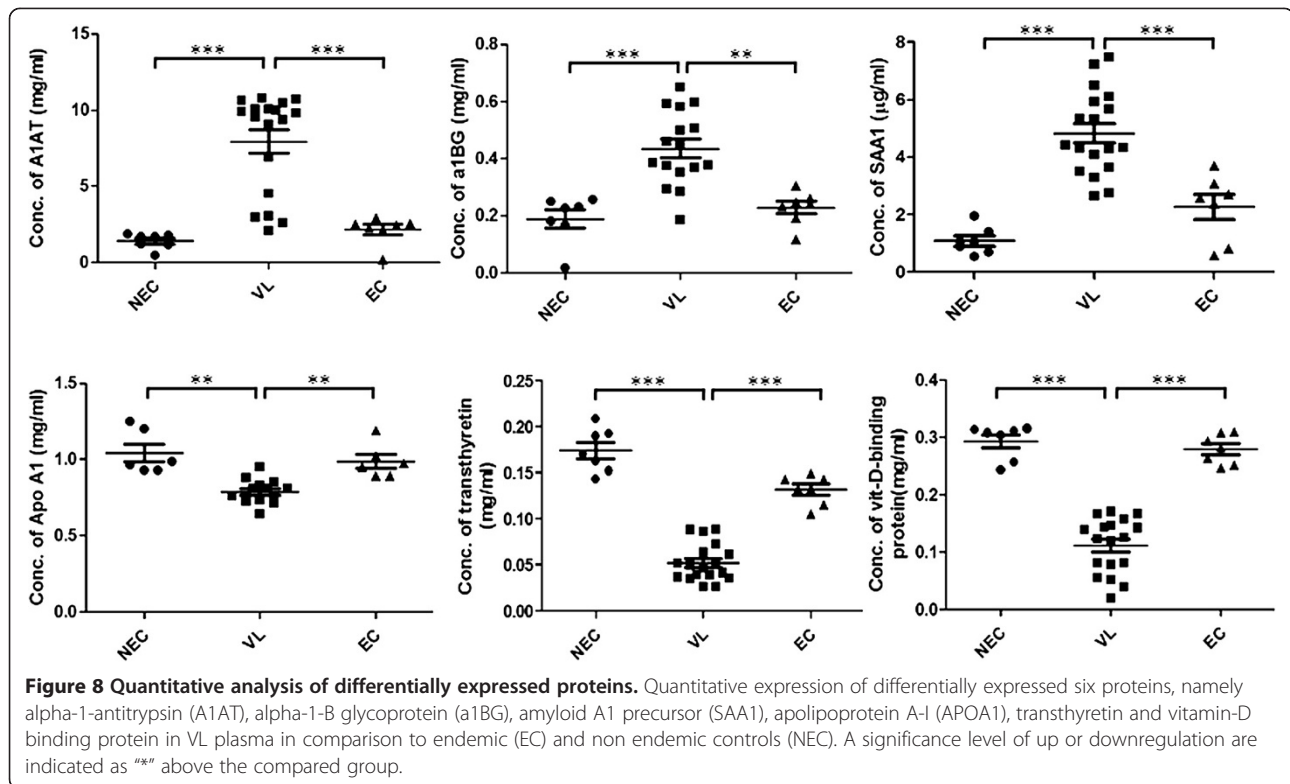 *** ***
Conc. of A1AT (mg/ml)
15
10
5
0
NEC VL EC
*** **
Conc. of a1BG (mg/ml)
0.8
0.6
0.4
0.2
0.0
NEC VL EC
*** ***
Conc. of SAA1 (µg/ml)
8
6
4
2
0
NEC VL EC
** **
Conc. of Apo A1 (mg/ml)
1.5
1.0
0.5
0.0
NEC VL EC
*** ***
Conc. of transthyretin
(mg/ml)
0.25
0.20
0.15
0.10
0.05
0.00
NEC VL EC
*** ***
Conc. of vit-D-binding
protein(mg/ml)
0.4
0.3
0.2
0.1
0.0
NEC VL EC
Figure 8 Quantitative analysis of differentially expressed proteins. Quantitative expression of differentially expressed six proteins, namely
alpha-1-antitrypsin (A1AT), alpha-1-B glycoprotein (a1BG), amyloid A1 precursor (SAA1), apolipoprotein A-I (APOA1), transthyretin and vitamin-D
binding protein in VL plasma in comparison to endemic (EC) and non endemic controls (NEC). A significance level of up or downregulation are
indicated as “*” above the compared group.